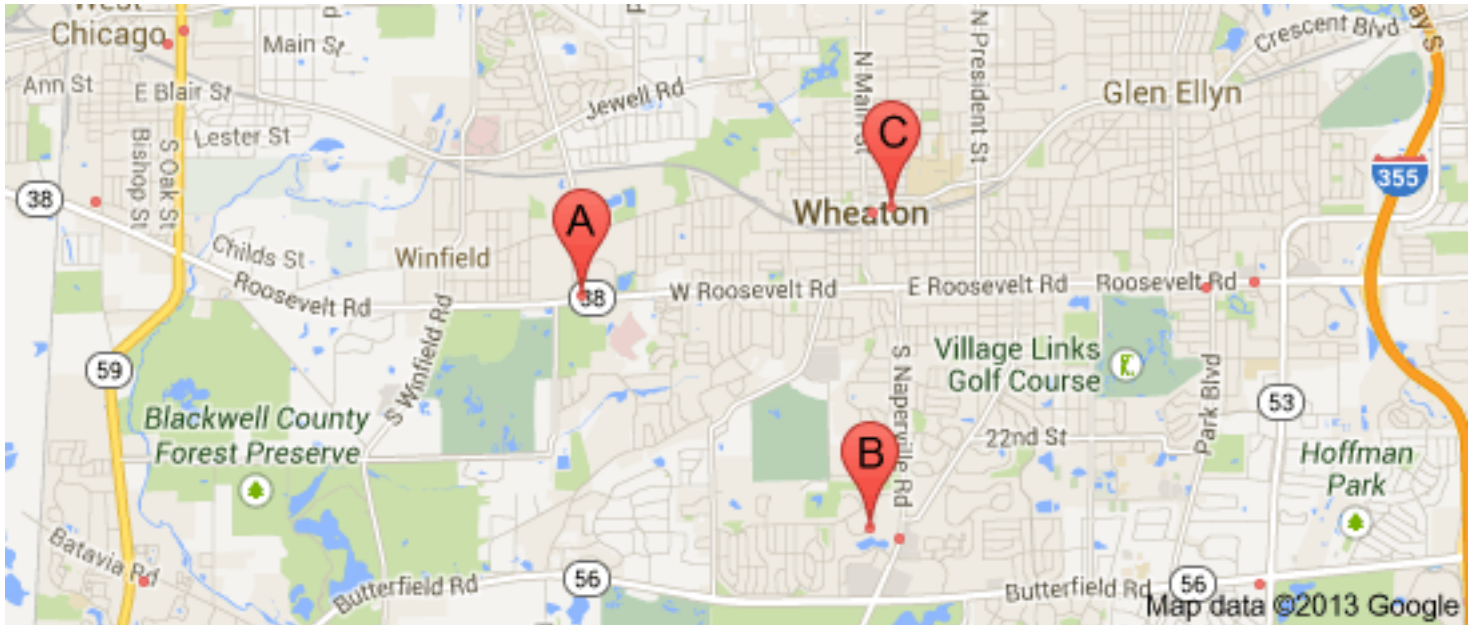 West
Chicago
Main St
N President St
Crescent Blvd
Ann St
E Blair St
Jewell Rd
N Main St
Glen Ellyn
Lester St
Bishop St
S Oak St
C
355
38
Wheaton
A
Childs St
Winfield
Roosevelt Rd
38
W Roosevelt Rd
E Roosevelt Rd
Roosevelt Rd
S Winfield Rd
59
Village Links
Golf Course
S Naperville Rd
Park Blvd
53
Blackwell County
Forest Preserve
22nd St
B
Hoffman
Park
Batavia Rd
Butterfield Rd
56
Butterfield Rd
56
Map data ©2013 Google